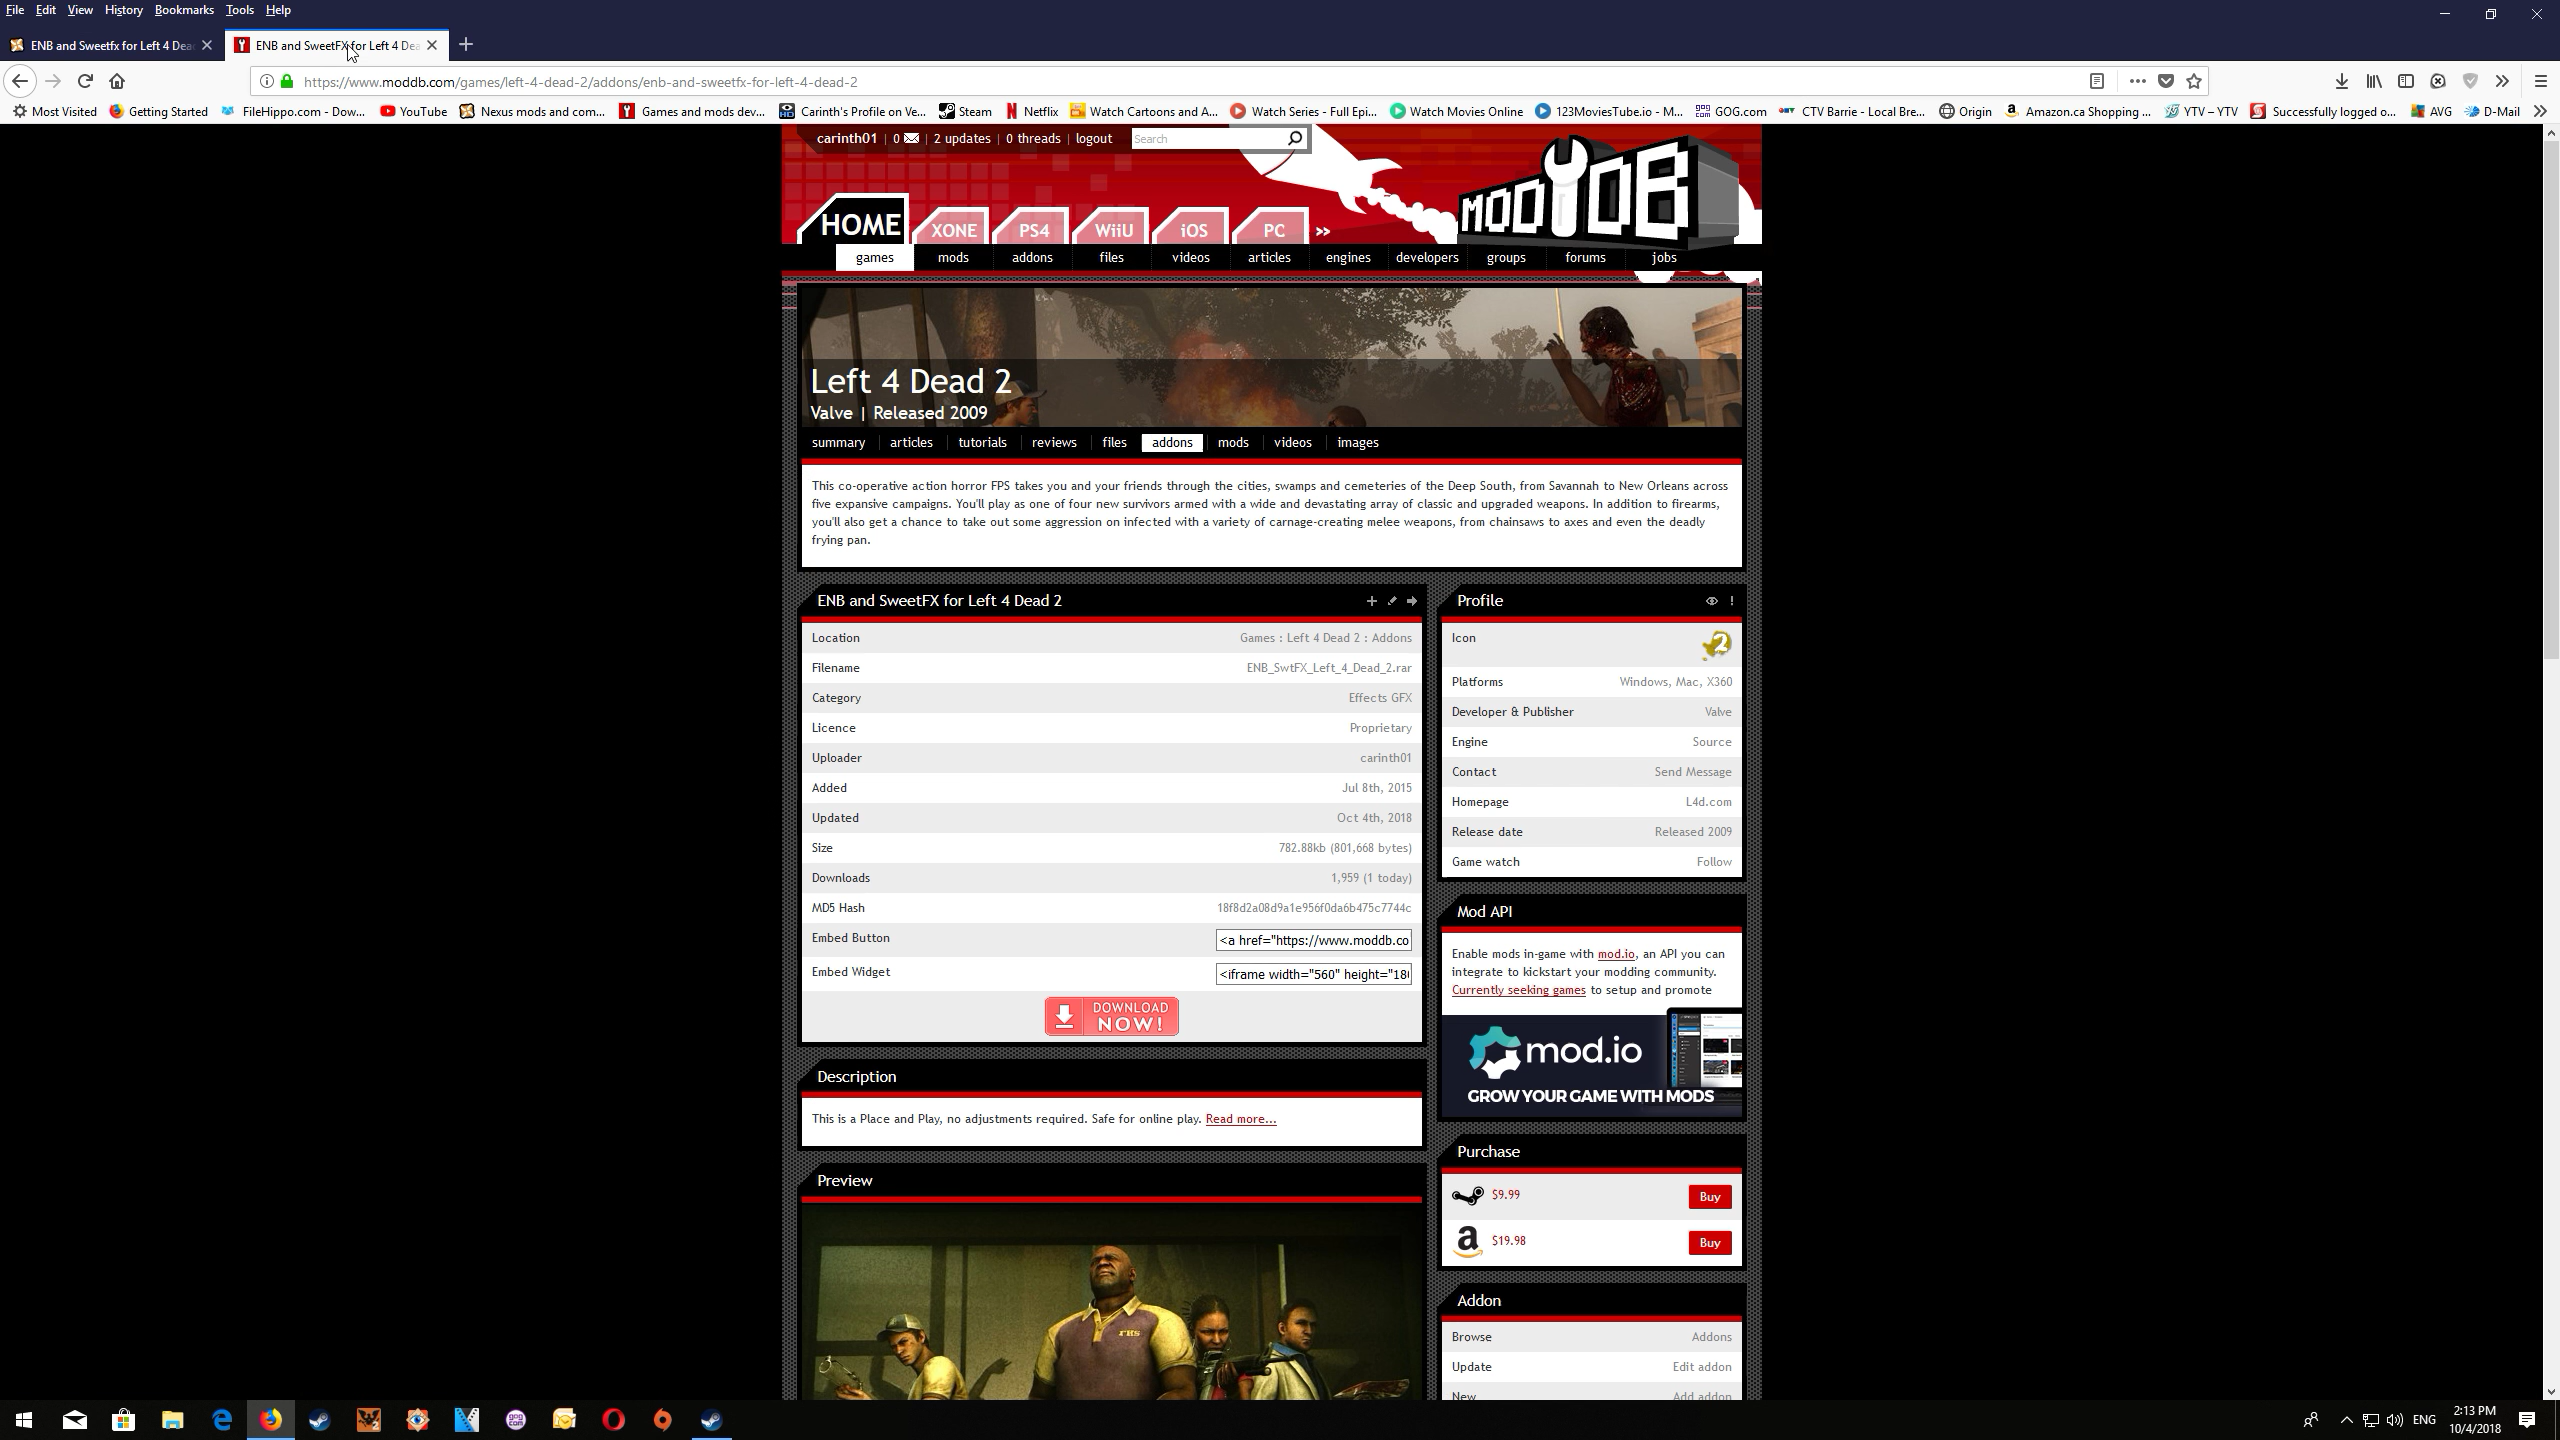 File Edit View History Bookmarks Tools Help
ENB and Sweetfx for Left 4 Dea
ENB and SweetFX for Left 4 Dea
https://www.moddb.com/games/left-4-dead-2/addons/enb-and-sweetfx-for-left-4-dead-2
Most Visited Getting Started FileHippo.com - Dow... YouTube Nexus mods and com... Games and mods dev... Carinth's Profile on Ve... Steam Netflix Watch Cartoons and A... Watch Series - Full Epi... Watch Movies Online 123MoviesTube.io - M... GOG.com CTV Barrie - Local Bre... Origin Amazon.ca Shopping ... YTV – YTV Successfully logged o... AVG D-Mail
carinth01 | 0 | 2 updates | 0 threads | logout Search
MODDB
HOME XONE PS4 WiiU iOS PC »
games mods addons files videos articles engines developers groups forums jobs
Left 4 Dead 2
Valve | Released 2009
summary articles tutorials reviews files addons mods videos images
This co-operative action horror FPS takes you and your friends through the cities, swamps and cemeteries of the Deep South, from Savannah to New Orleans across
five expansive campaigns. You'll play as one of four new survivors armed with a wide and devastating array of classic and upgraded weapons. In addition to firearms,
you'll also get a chance to take out some aggression on infected with a variety of carnage-creating melee weapons, from chainsaws to axes and even the deadly
frying pan.
ENB and SweetFX for Left 4 Dead 2
Location Games : Left 4 Dead 2 : Addons
Filename ENB_SwtFX_Left_4_Dead_2.rar
Category Effects GFX
Licence Proprietary
Uploader carinth01
Added Jul 8th, 2015
Updated Oct 4th, 2018
Size 782.88kb (801,668 bytes)
Downloads 1,959 (1 today)
MD5 Hash 18f8d2a08d9a1e956f0da6b475c7744c
Embed Button <a href="https://www.moddb.co
Embed Widget <iframe width="560" height="180
DOWNLOAD
NOW!
Description
This is a Place and Play, no adjustments required. Safe for online play. Read more...
Preview
Profile
Icon
2
Platforms Windows, Mac, X360
Developer & Publisher Valve
Engine Source
Contact Send Message
Homepage L4d.com
Release date Released 2009
Game watch Follow
Mod API
Enable mods in-game with mod.io, an API you can
integrate to kickstart your modding community.
Currently seeking games to setup and promote
mod.io
GROW YOUR GAME WITH MODS
Purchase
$9.99 Buy
$19.98 Buy
Addon
Browse Addons
Update Edit addon
New Add addon
ENG
2:13 PM
10/4/2018